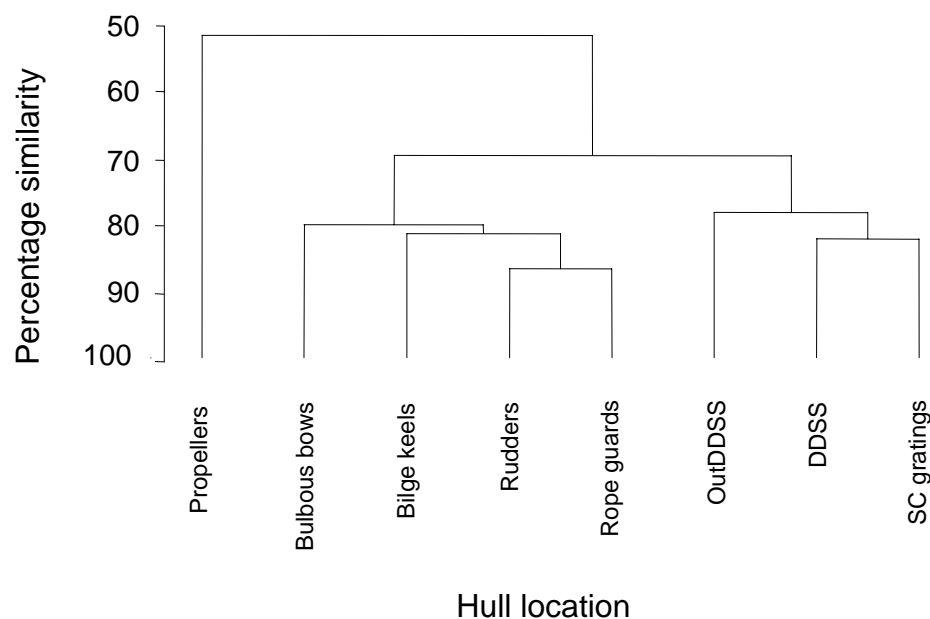 Percentage similarity
50
60
70
80
90
100
Propellers
Bulbous bows
Bilge keels
Rudders
Rope guards
OutDDSS
DDSS
SC gratings
Hull location